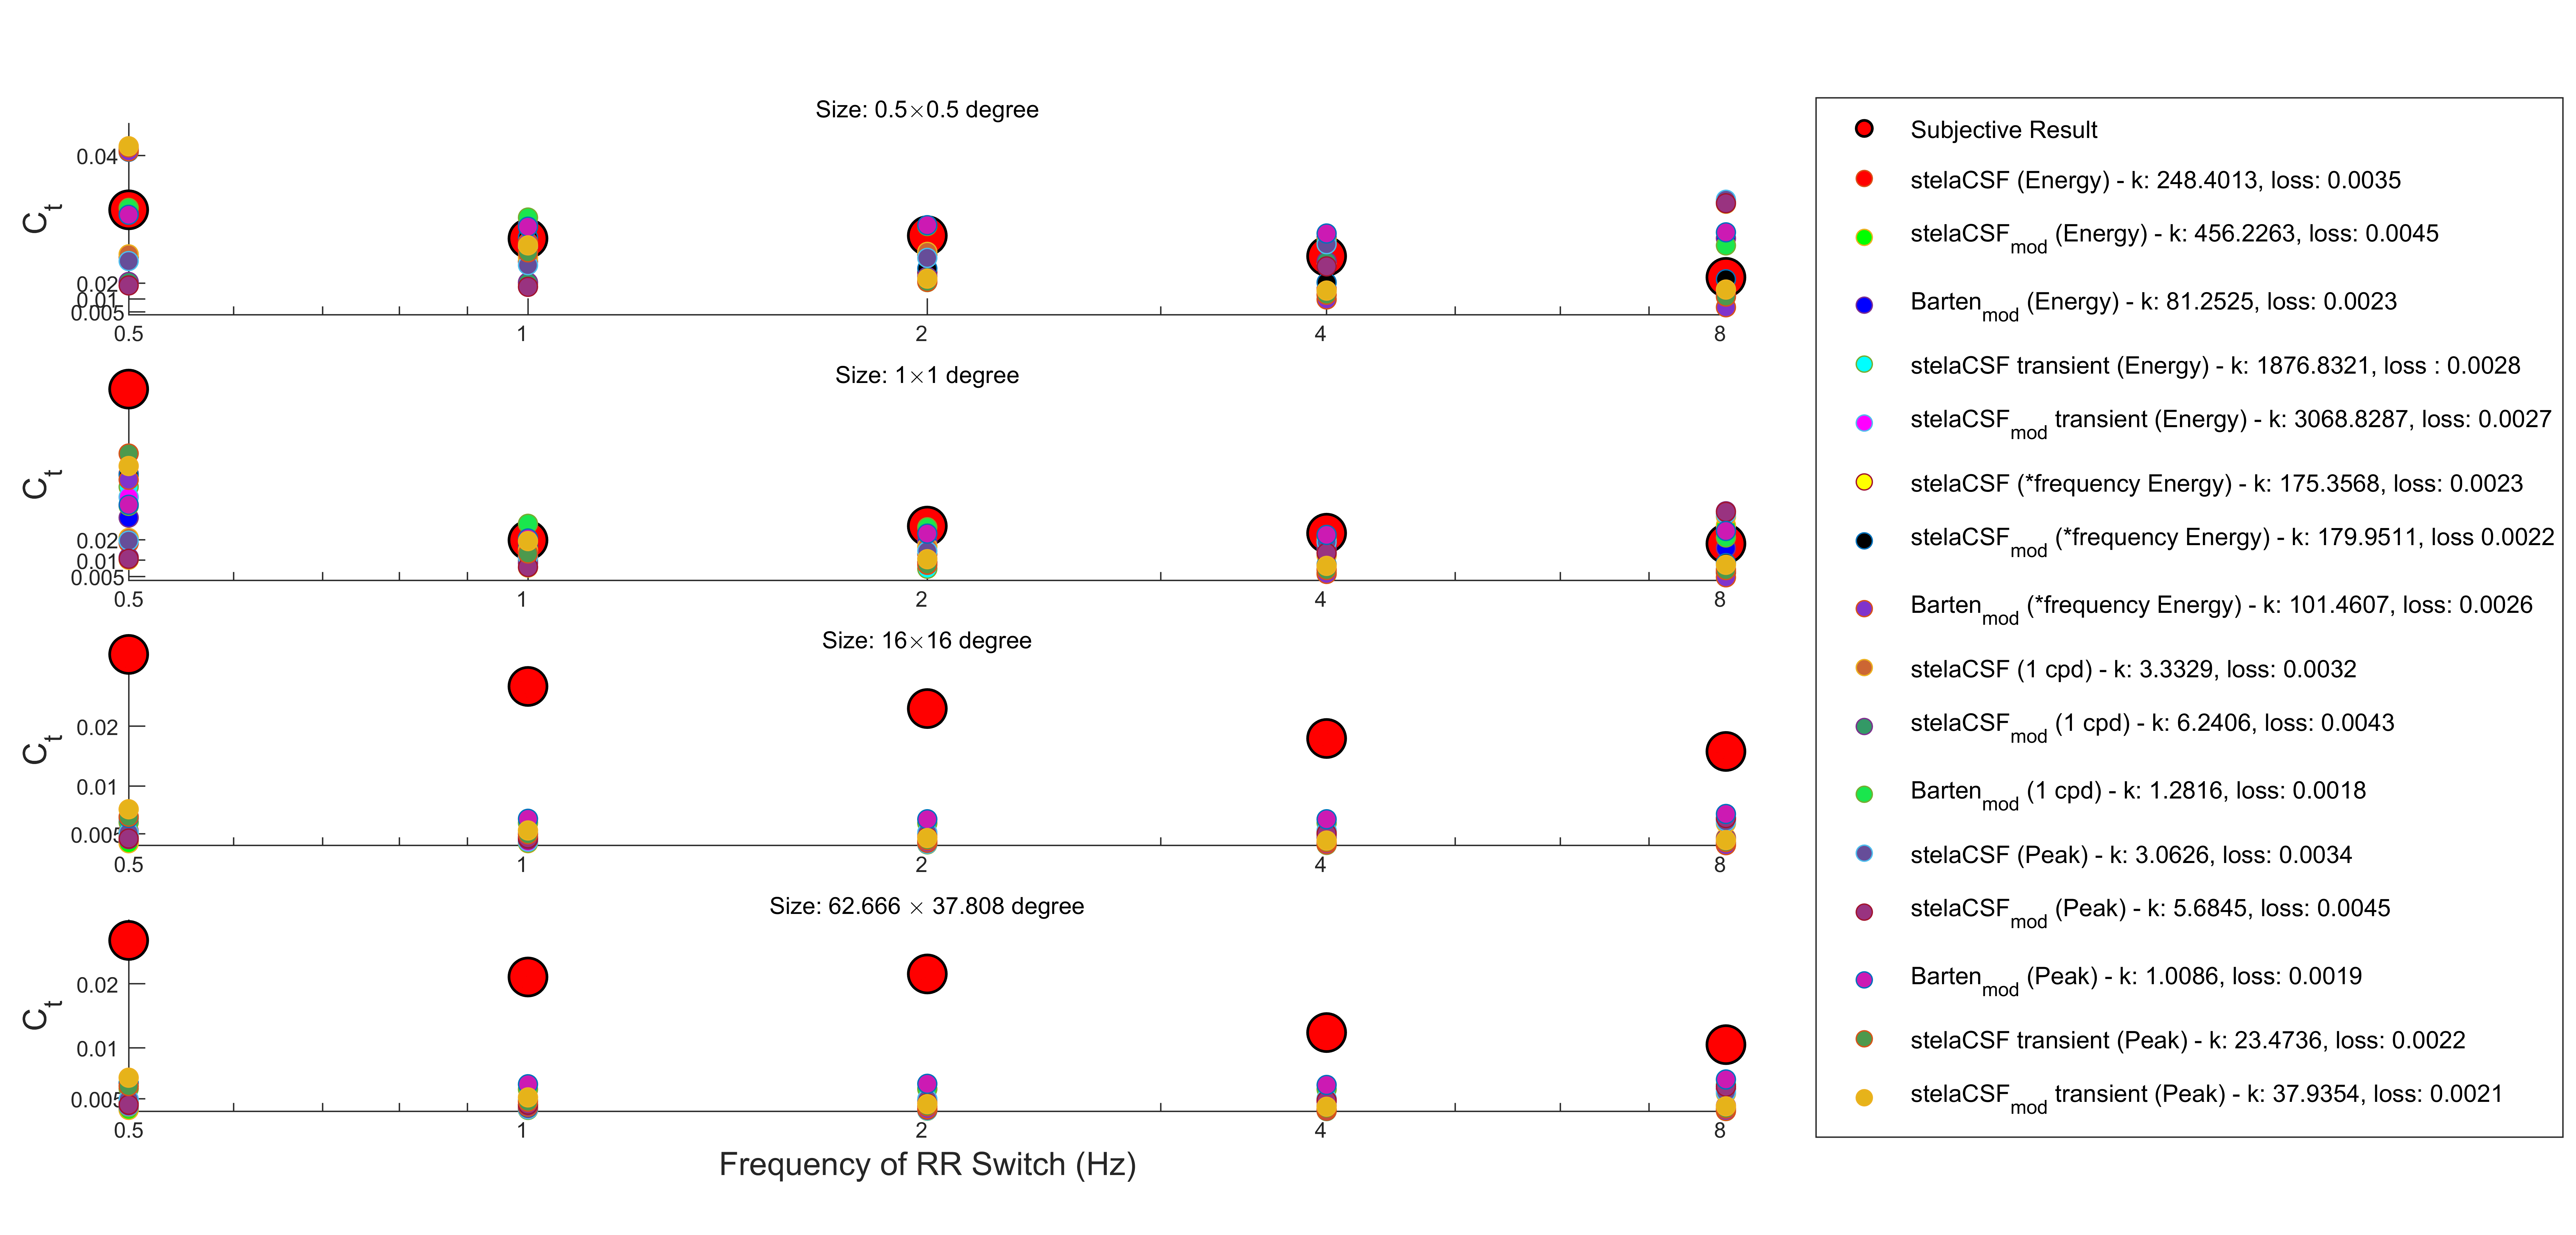 Size: 0.5×0.5 degree
C_t
0.04
0.02
0.01
0.005
0.5 1 2 4 8
Size: 1×1 degree
C_t
0.02
0.01
0.005
0.5 1 2 4 8
Size: 16×16 degree
C_t
0.02
0.01
0.005
0.5 1 2 4 8
Size: 62.666 × 37.808 degree
C_t
0.02
0.01
0.005
0.5 1 2 4 8
Frequency of RR Switch (Hz)
Subjective Result
stelaCSF (Energy) - k: 248.4013, loss: 0.0035
stelaCSF_mod (Energy) - k: 456.2263, loss: 0.0045
Barten_mod (Energy) - k: 81.2525, loss: 0.0023
stelaCSF transient (Energy) - k: 1876.8321, loss : 0.0028
stelaCSF_mod transient (Energy) - k: 3068.8287, loss: 0.0027
stelaCSF (*frequency Energy) - k: 175.3568, loss: 0.0023
stelaCSF_mod (*frequency Energy) - k: 179.9511, loss 0.0022
Barten_mod (*frequency Energy) - k: 101.4607, loss: 0.0026
stelaCSF (1 cpd) - k: 3.3329, loss: 0.0032
stelaCSF_mod (1 cpd) - k: 6.2406, loss: 0.0043
Barten_mod (1 cpd) - k: 1.2816, loss: 0.0018
stelaCSF (Peak) - k: 3.0626, loss: 0.0034
stelaCSF_mod (Peak) - k: 5.6845, loss: 0.0045
Barten_mod (Peak) - k: 1.0086, loss: 0.0019
stelaCSF transient (Peak) - k: 23.4736, loss: 0.0022
stelaCSF_mod transient (Peak) - k: 37.9354, loss: 0.0021